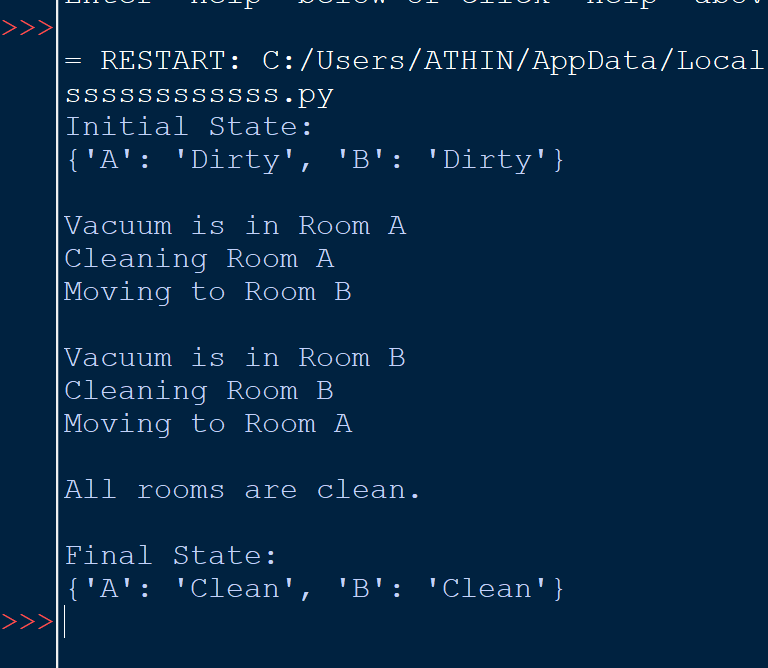 >>>
= RESTART: C:/Users/ATHIN/AppData/Local
ssssssssssss.py
Initial State:
{'A': 'Dirty', 'B': 'Dirty'}
Vacuum is in Room A
Cleaning Room A
Moving to Room B
Vacuum is in Room B
Cleaning Room B
Moving to Room A
All rooms are clean.
Final State:
{'A': 'Clean', 'B': 'Clean'}
>>>